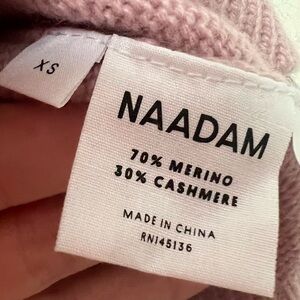 XS
NAADAM
70% MERINO
30% CASHMERE
MADE IN CHINA
RN145136